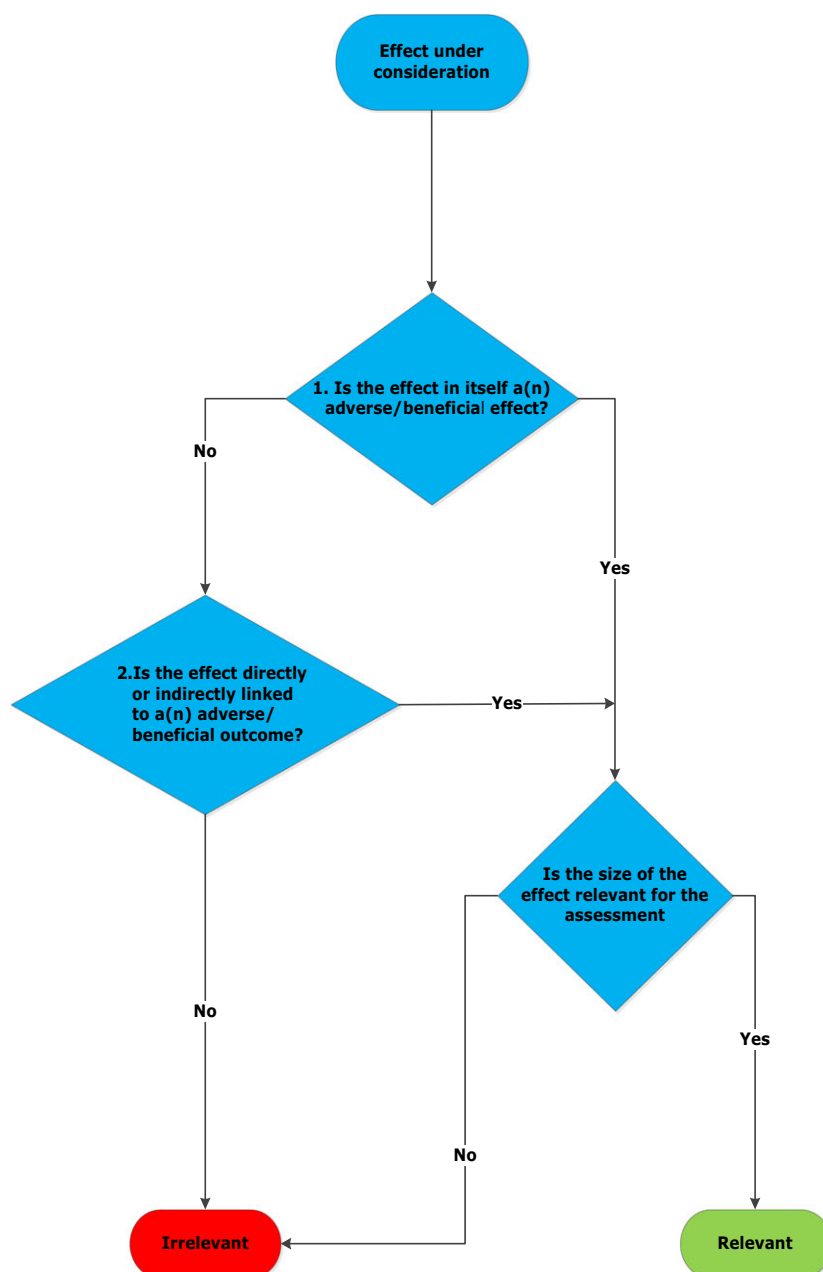 Effect under
consideration
1. Is the effect in itself a(n)
adverse/beneficial effect?
No
Yes
2.Is the effect directly
or indirectly linked
to a(n) adverse/
beneficial outcome?
Yes
Is the size of the
effect relevant for the
assessment
No
Yes
No
Irrelevant
Relevant